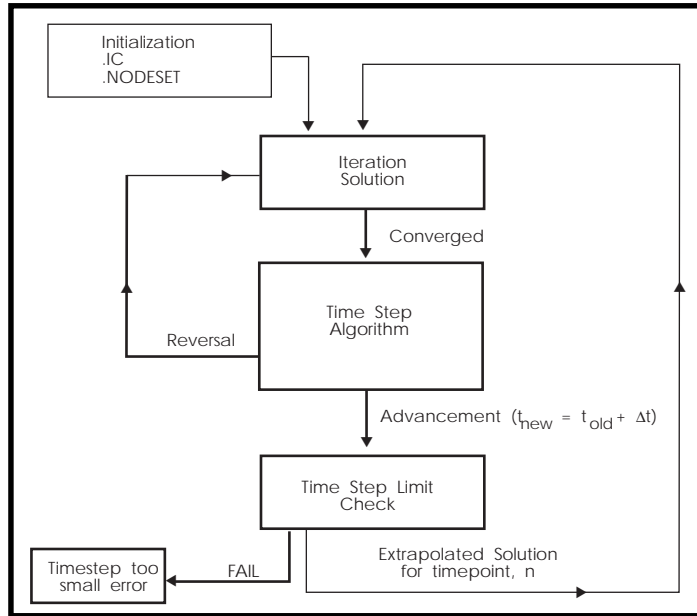 Initialization
.IC
.NODESET
Iteration
Solution
Converged
Time Step
Algorithm
Reversal
Advancement (tnew = told + Δt)
Time Step Limit
Check
Timestep too
small error
FAIL
Extrapolated Solution
for timepoint, n